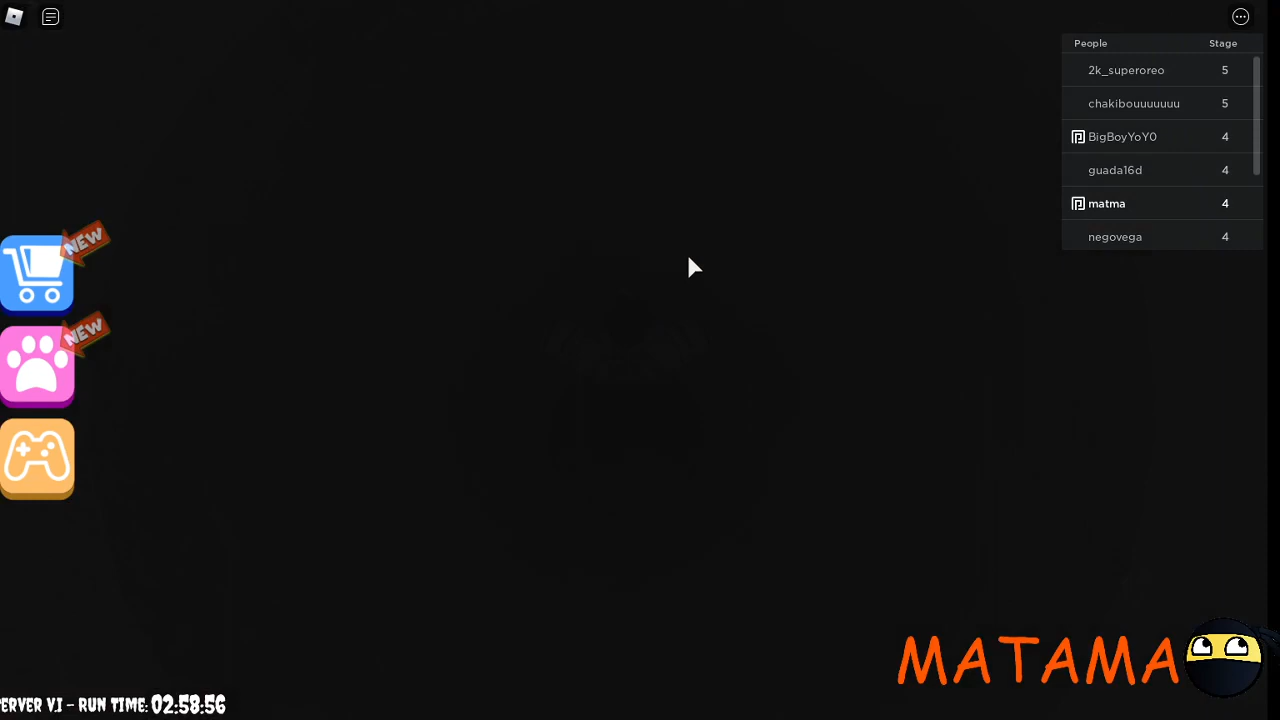 People Stage
2k_superoreo 5
chakibouuuuuuu 5
BigBoyYoY0 4
guada16d 4
matma 4
negovega 4
NEW
NEW
MATAMA
ERVER V.I - RUN TIME: 02:58:56